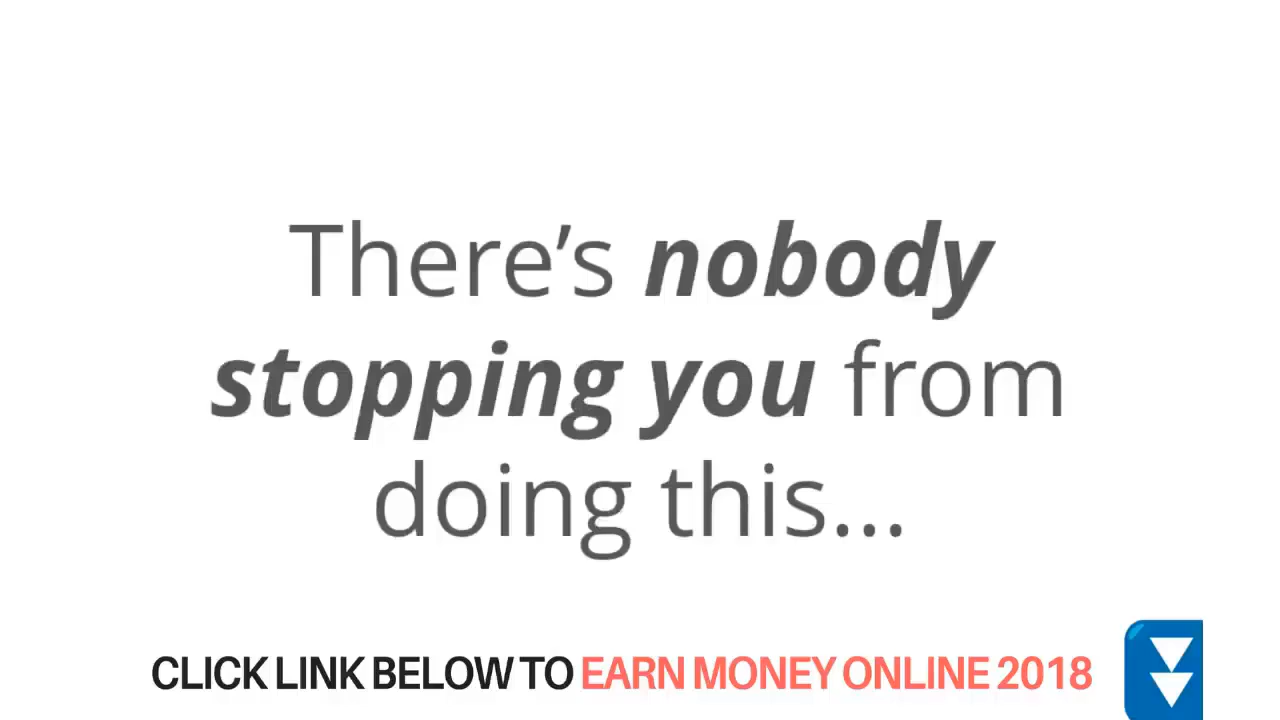 There’s nobody
stopping you from
doing this...
CLICK LINK BELOW TO EARN MONEY ONLINE 2018